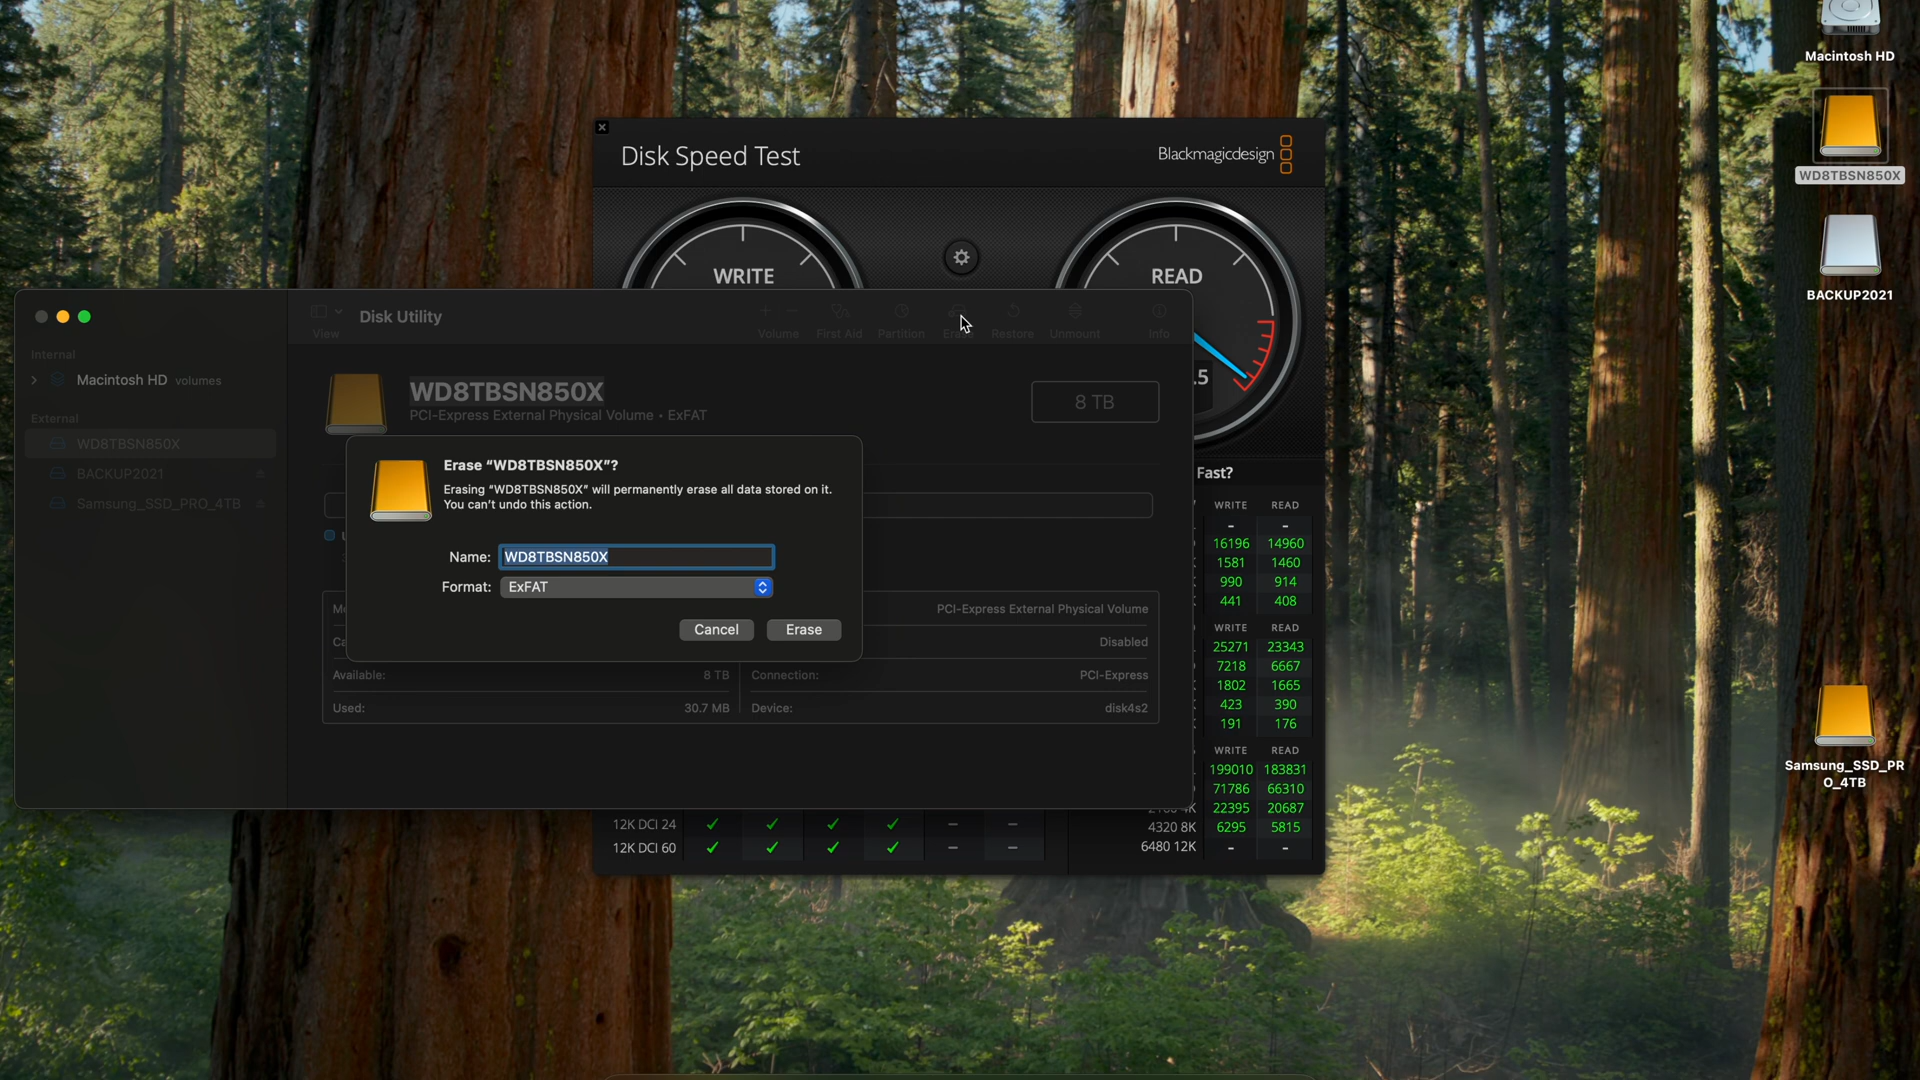 Macintosh HD
WD8TBSN850X
BACKUP2021
Samsung_SSD_PR
O_4TB
Disk Speed Test
Blackmagicdesign
WRITE
READ
.5
Fast?
WRITE READ
- -
16196 14960
1581 1460
990 914
441 408
WRITE READ
25271 23343
7218 6667
1802 1665
423 390
191 176
WRITE READ
199010 183831
71786 66310
22395 20687
4320 8K 6295 5815
6480 12K - -
12K DCI 24 ✓ ✓ ✓ ✓ – –
12K DCI 60 ✓ ✓ ✓ ✓ – –
Disk Utility
View
Volume First Aid Partition Erase Restore Unmount Info
Internal
Macintosh HD volumes
External
WD8TBSN850X
BACKUP2021
Samsung_SSD_PRO_4TB
WD8TBSN850X
PCI-Express External Physical Volume • ExFAT
8 TB
Erase “WD8TBSN850X”?
Erasing “WD8TBSN850X” will permanently erase all data stored on it.
You can’t undo this action.
Name: WD8TBSN850X
Format: ExFAT
Cancel Erase
PCI-Express External Physical Volume
Disabled
Available: 8 TB
Connection: PCI-Express
Used: 30.7 MB
Device: disk4s2